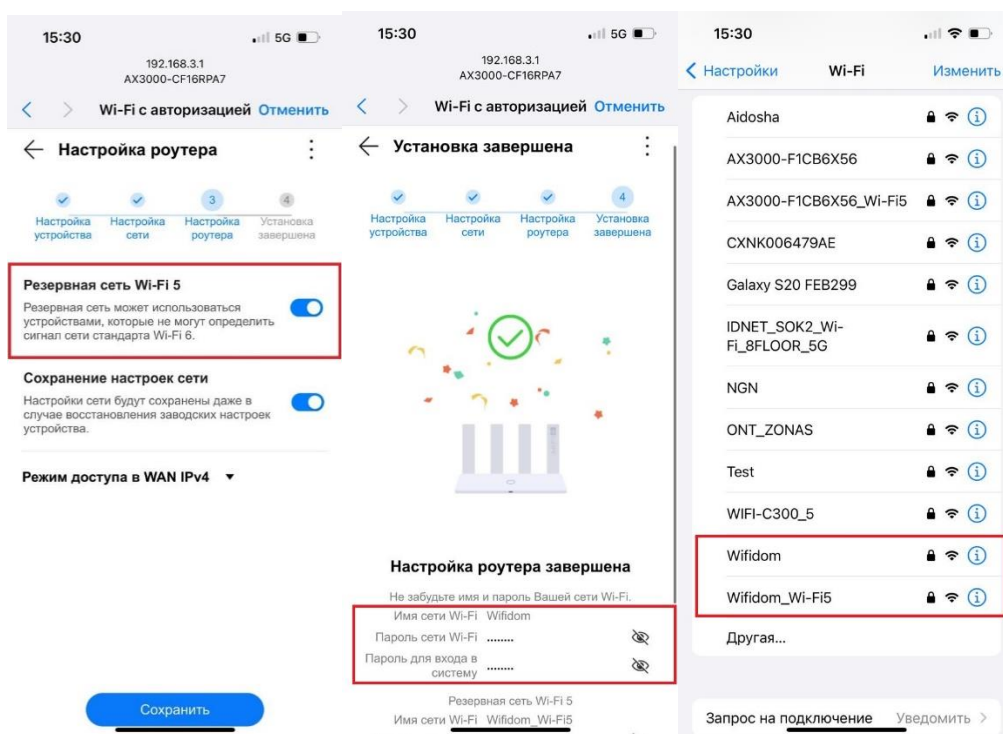 15:30
5G
192.168.3.1
AX3000-CF16RPA7
Wi-Fi с авторизацией Отменить
Настройка роутера
3
4
Настройка устройства
Настройка сети
Настройка роутера
Установка завершена
Резервная сеть Wi-Fi 5
Резервная сеть может использоваться
устройствами, которые не могут определить
сигнал сети стандарта Wi-Fi 6.
Сохранение настроек сети
Настройки сети будут сохранены даже в
случае восстановления заводских настроек
устройства.
Режим доступа в WAN IPv4
Сохранить
15:30
5G
192.168.3.1
AX3000-CF16RPA7
Wi-Fi с авторизацией Отменить
Установка завершена
4
Настройка устройства
Настройка сети
Настройка роутера
Установка завершена
Настройка роутера завершена
Не забудьте имя и пароль Вашей сети Wi-Fi.
Имя сети Wi-Fi Wifidom
Пароль сети Wi-Fi ........
Пароль для входа в
систему ........
Резервная сеть Wi-Fi 5
Имя сети Wi-Fi Wifidom_Wi-Fi5
15:30
Настройки Wi-Fi Изменить
Aidosha
AX3000-F1CB6X56
AX3000-F1CB6X56_Wi-Fi5
CXNK006479AE
Galaxy S20 FEB299
IDNET_SOK2_Wi-
Fi_8FLOOR_5G
NGN
ONT_ZONAS
Test
WIFI-C300_5
Wifidom
Wifidom_Wi-Fi5
Другая...
Запрос на подключение Уведомить